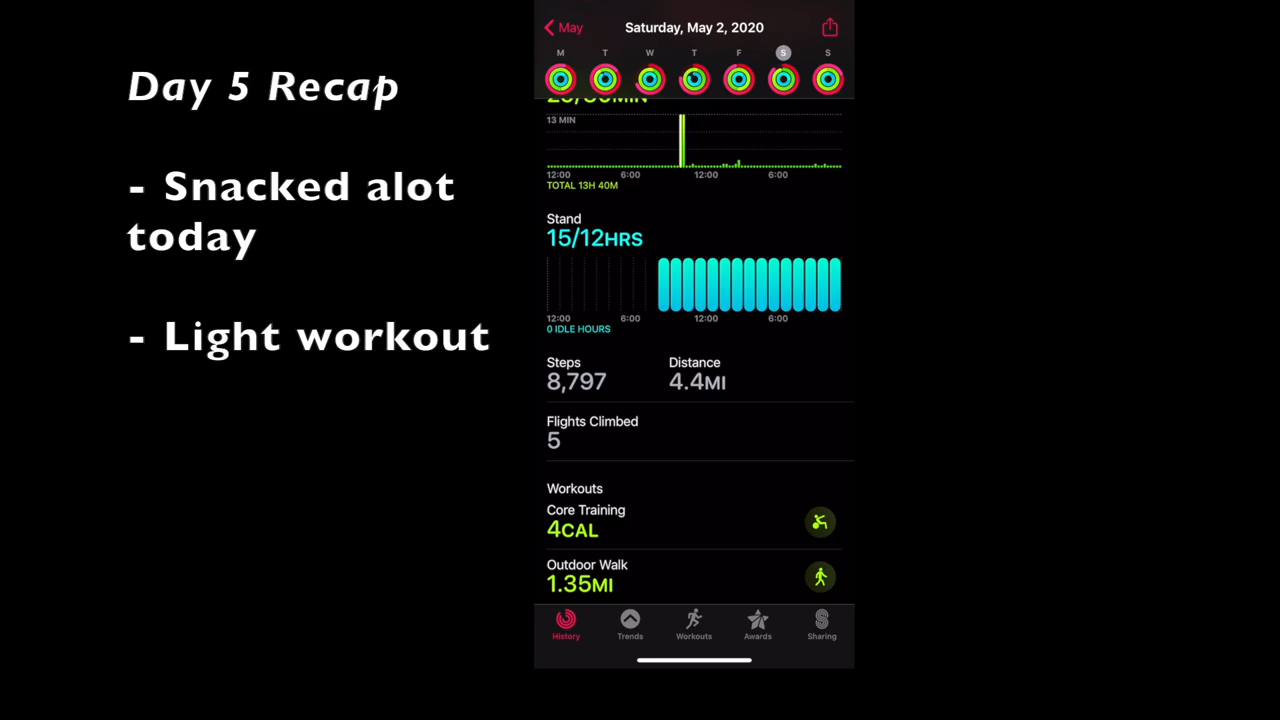 Day 5 Recap
- Snacked alot
today
- Light workout
May
Saturday, May 2, 2020
M T W T F S S
13 MIN
12:00 6:00 12:00 6:00
TOTAL 13H 40M
Stand
15/12HRS
12:00 6:00 12:00 6:00
0 IDLE HOURS
Steps Distance
8,797 4.4MI
Flights Climbed
5
Workouts
Core Training
4CAL
Outdoor Walk
1.35MI
History Trends Workouts Awards Sharing